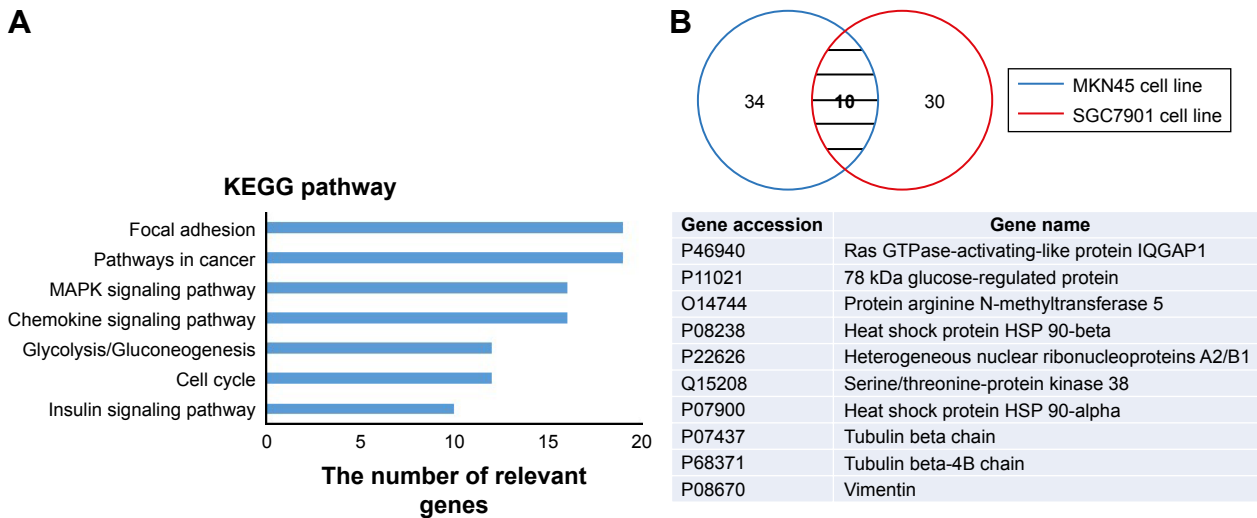 A
KEGG pathway
Focal adhesion
Pathways in cancer
MAPK signaling pathway
Chemokine signaling pathway
Glycolysis/Gluconeogenesis
Cell cycle
Insulin signaling pathway
0 5 10 15 20
The number of relevant
genes
B
34 10 30
MKN45 cell line
SGC7901 cell line
Gene accession Gene name
P46940 Ras GTPase-activating-like protein IQGAP1
P11021 78 kDa glucose-regulated protein
O14744 Protein arginine N-methyltransferase 5
P08238 Heat shock protein HSP 90-beta
P22626 Heterogeneous nuclear ribonucleoproteins A2/B1
Q15208 Serine/threonine-protein kinase 38
P07900 Heat shock protein HSP 90-alpha
P07437 Tubulin beta chain
P68371 Tubulin beta-4B chain
P08670 Vimentin